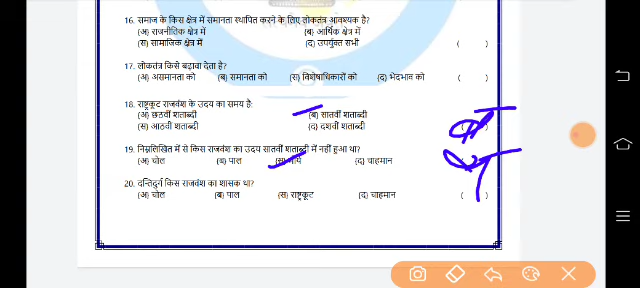 16. समाज के किस क्षेत्र में समानता स्थापित करने के लिए लोकतंत्र आवश्यक है?
(अ) राजनीतिक क्षेत्र में (ब) आर्थिक क्षेत्र में
(स) सामाजिक क्षेत्र में (द) उपर्युक्त सभी ( )
17. लोकतंत्र किसे बढ़ावा देता है?
(अ) असमानता को (ब) समानता को (स) विशेषाधिकारों को (द) भेदभाव को ( )
18. राष्ट्रकूट राजवंश के उदय का समय है:
(अ) छठवीं शताब्दी (ब) सातवीं शताब्दी
(स) आठवी शताब्दी (द) दशवीं शताब्दी
19. निम्नलिखित में से किस राजवंश का उदय सातवीं शताब्दी में नहीं हुआ था?
(अ) चोल (ब) पाल (स) (द) चाहमान
20. दन्तिदुर्ग किस राजवंश का शासक था?
(अ) चोल (ब) पाल (स) राष्ट्रकूट (द) चाहमान ( )